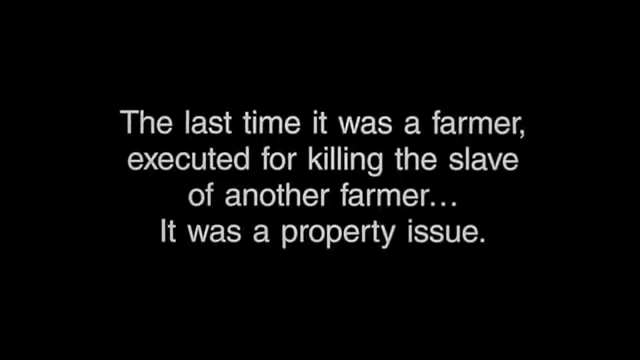 The last time it was a farmer,
executed for killing the slave
of another farmer...
It was a property issue.